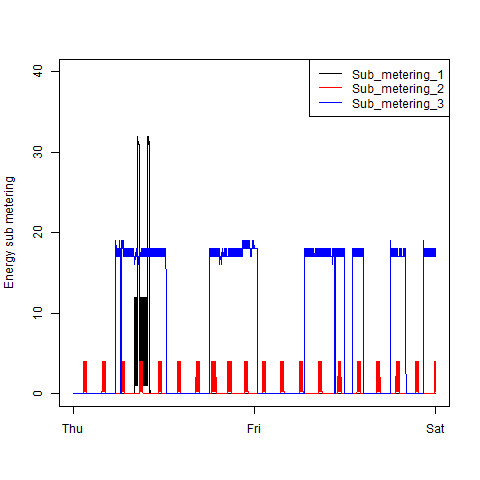 Sub_metering_1
Sub_metering_2
Sub_metering_3
Energy sub metering
40
30
20
10
0
Thu
Fri
Sat